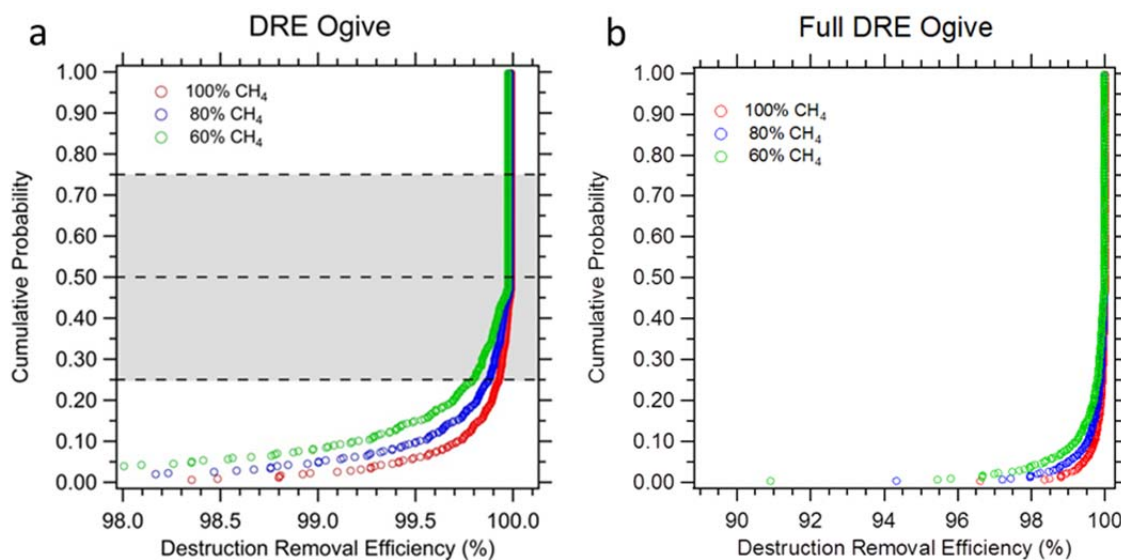 a
DRE Ogive
1.00
0.90
0.80
0.70
0.60
0.50
0.40
0.30
0.20
0.10
0.00
Cumulative Probability
100% CH₄
80% CH₄
60% CH₄
98.0 98.5 99.0 99.5 100.0
Destruction Removal Efficiency (%)
b
Full DRE Ogive
1.00
0.90
0.80
0.70
0.60
0.50
0.40
0.30
0.20
0.10
0.00
Cumulative Probability
100% CH₄
80% CH₄
60% CH₄
90 92 94 96 98 100
Destruction Removal Efficiency (%)